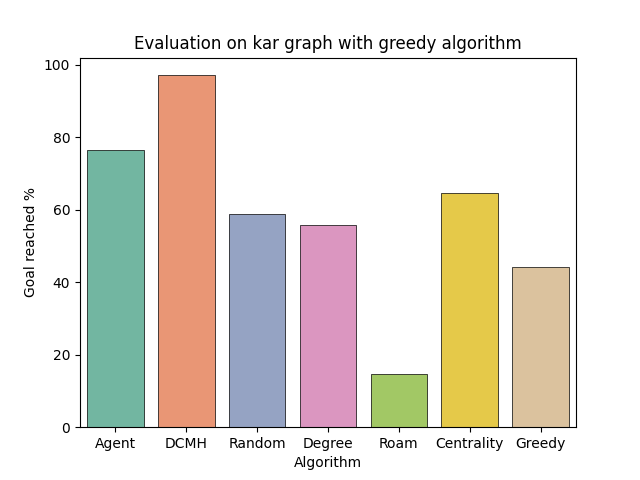 Evaluation on kar graph with greedy algorithm
Goal reached %
100
80
60
40
20
0
Agent DCMH Random Degree Roam Centrality Greedy
Algorithm